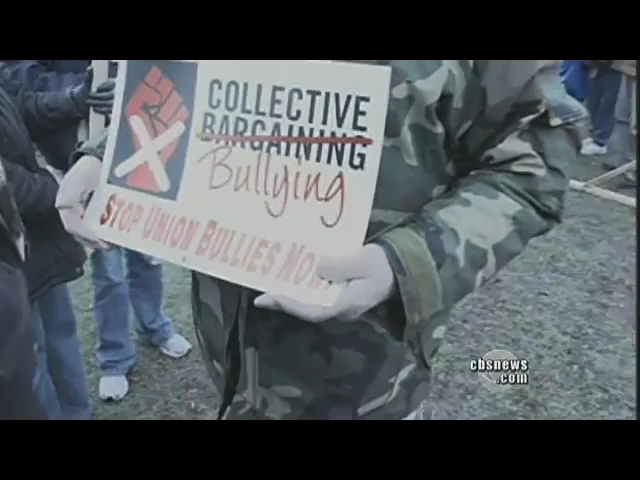 COLLECTIVE
BARGAINING
Bullying
STOP UNION BULLIES NOW
cbsnews
.com